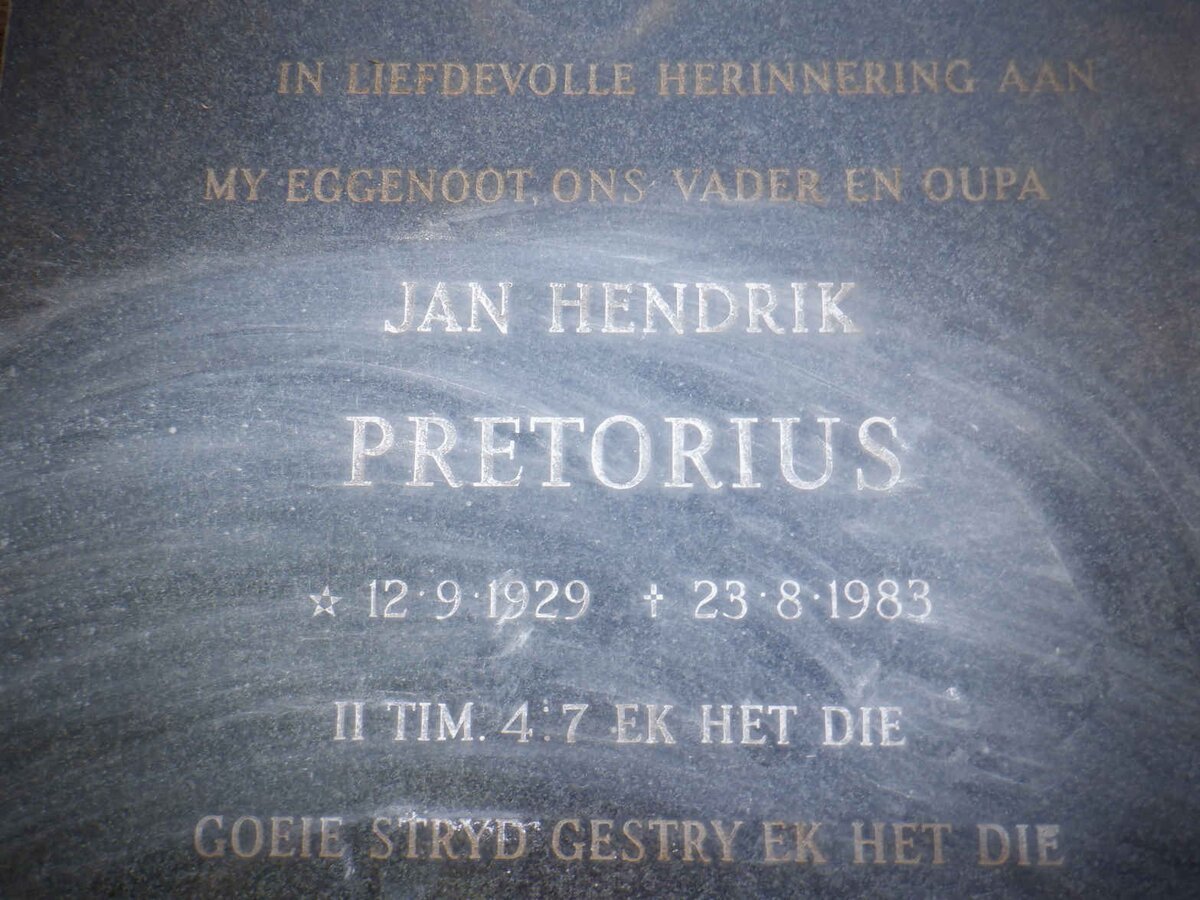 IN LIEFDEVOLLE HERINNERING AAN
MY EGGENOOT, ONS VADER EN OUPA
JAN HENDRIK
PRETORIUS
☆ 12·9·1929 ✝ 23·8·1983
II TIM. 4:7 EK HET DIE
GOEIE STRYD GESTRY EK HET DIE